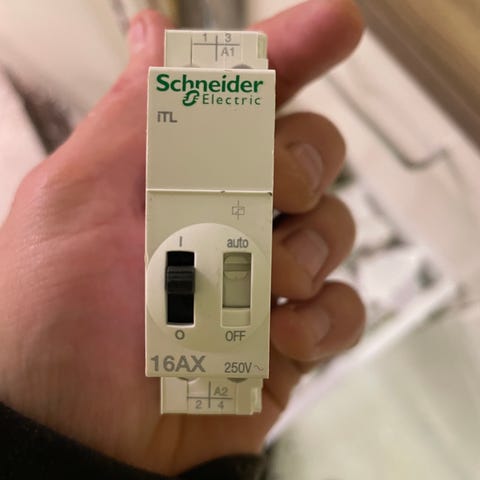 1 3
A1
Schneider
Electric
iTL
I auto
O OFF
16AX 250V~
A2
2 4